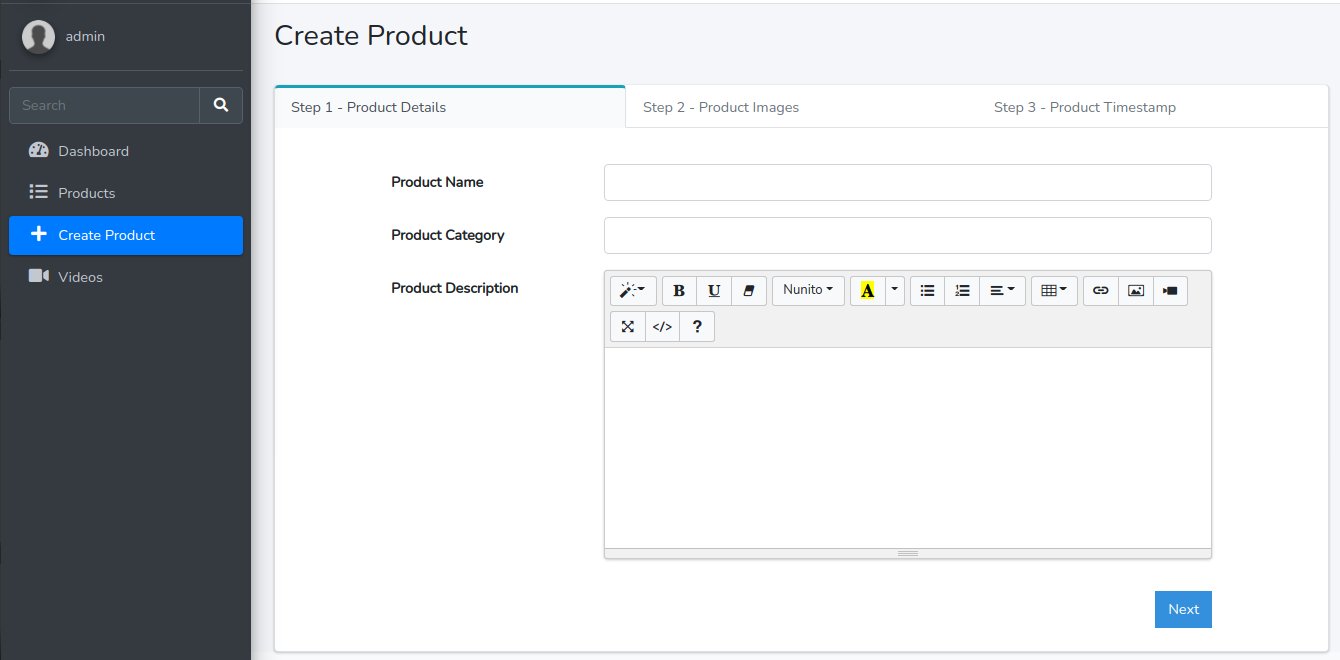 admin
Search
Dashboard
Products
Create Product
Videos
Create Product
Step 1 - Product Details
Step 2 - Product Images
Step 3 - Product Timestamp
Product Name
Product Category
Product Description
B U Nunito A
</> ?
Next